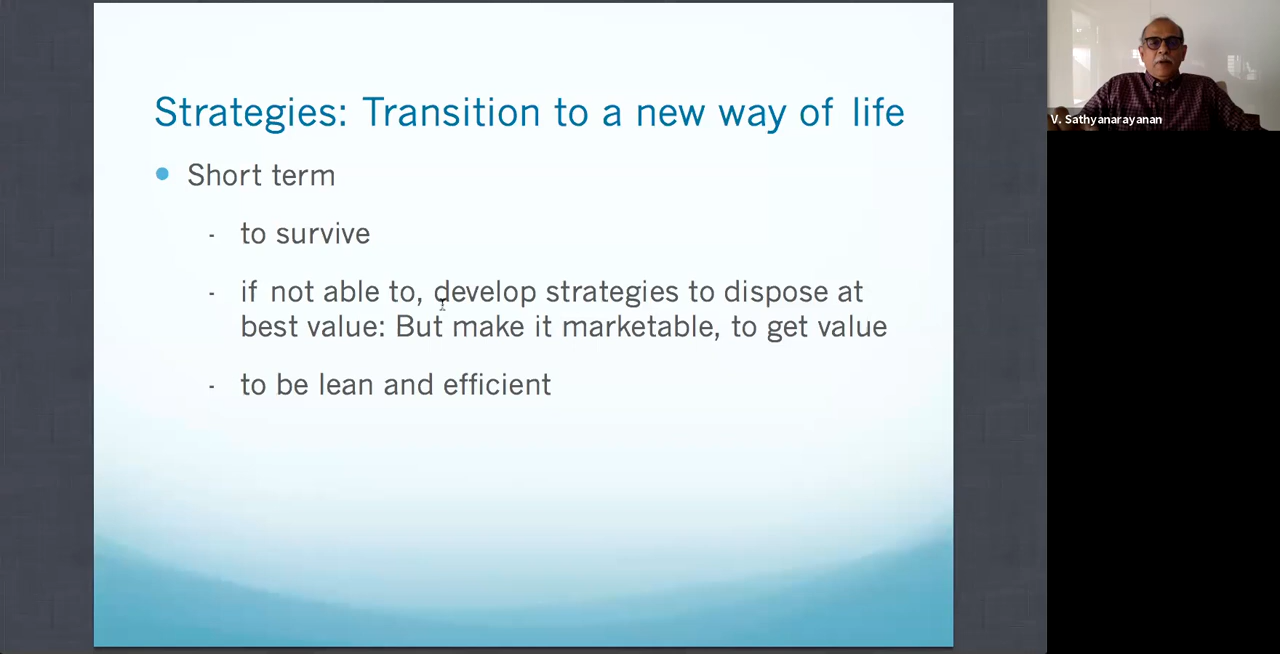 Strategies: Transition to a new way of life
Short term
- to survive
- if not able to, develop strategies to dispose at
best value: But make it marketable, to get value
- to be lean and efficient
V. Sathyanarayanan